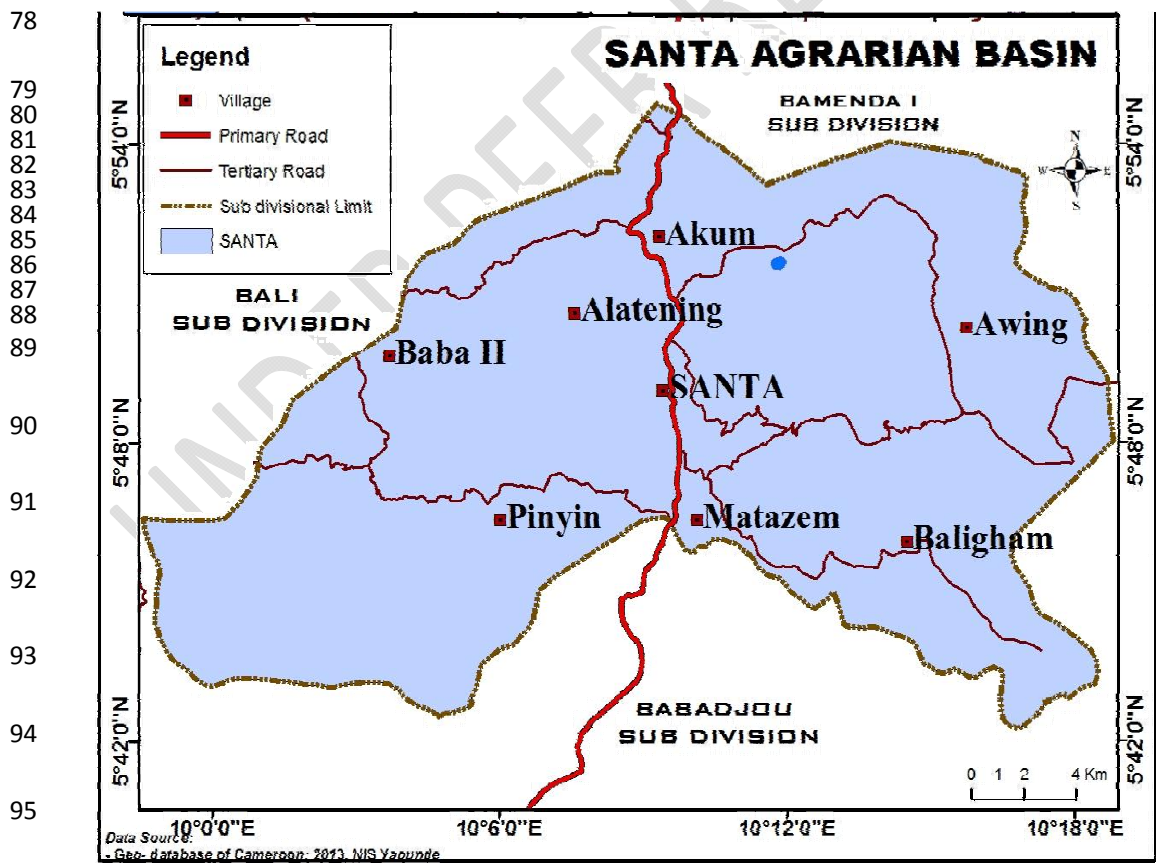 78
79
80
81
82
83
84
85
86
87
88
89
90
91
92
93
94
95
UNDER PEER RE
SANTA AGRARIAN BASIN
Legend
Village
Primary Road
Tertiary Road
Sub divisional Limit
SANTA
BAMENDA I
SUB DIVISION
N
W E
S
5°54'0"N
5°54'0"N
Akum
BALI
SUB DIVISION
Alatening
Awing
Baba II
SANTA
5°48'0"N
5°48'0"N
Pinyin
Matazem
Baligham
BABADJOU
SUB DIVISION
5°42'0"N
5°42'0"N
0 1 2 4 Km
10°0'0"E
10°6'0"E
10°12'0"E
10°18'0"E
Data Source:
- Geo- database of Cameroon; 2013, NIS Yaounde